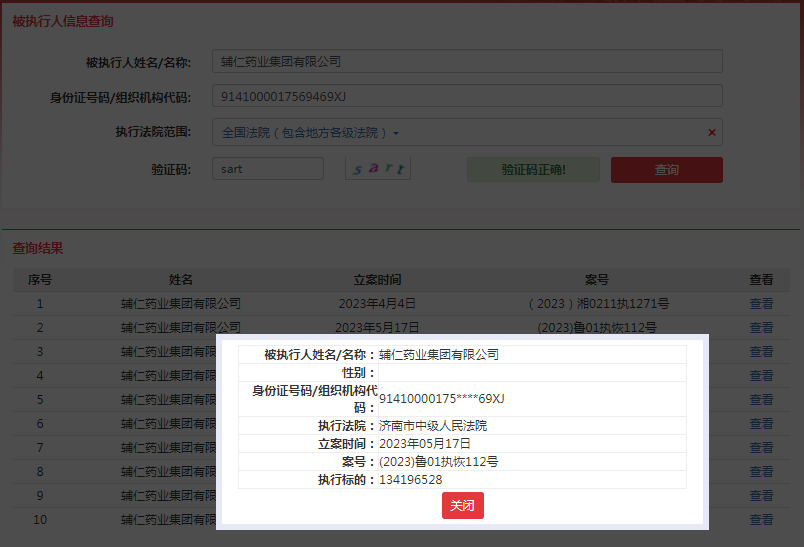 被执行人信息查询
被执行人姓名/名称: 辅仁药业集团有限公司
身份证号码/组织机构代码: 9141000017569469XJ
执行法院范围: 全国法院（包含地方各级法院） ×
验证码: sart sart 验证码正确! 查询
查询结果
序号 姓名 立案时间 案号 查看
1 辅仁药业集团有限公司 2023年4月4日 （2023）湘0211执1271号 查看
2 辅仁药业集团有限公司 2023年5月17日 (2023)鲁01执恢112号 查看
3 辅仁药业集团有限 查看
4 辅仁药业集团有限 查看
5 辅仁药业集团有限 查看
6 辅仁药业集团有限 查看
7 辅仁药业集团有限 查看
8 辅仁药业集团有限 查看
9 辅仁药业集团有限 查看
10 辅仁药业集团有限 查看
被执行人姓名/名称：辅仁药业集团有限公司
性别：
身份证号码/组织机构代
码：91410000175****69XJ
执行法院：济南市中级人民法院
立案时间：2023年05月17日
案号：(2023)鲁01执恢112号
执行标的：134196528
关闭